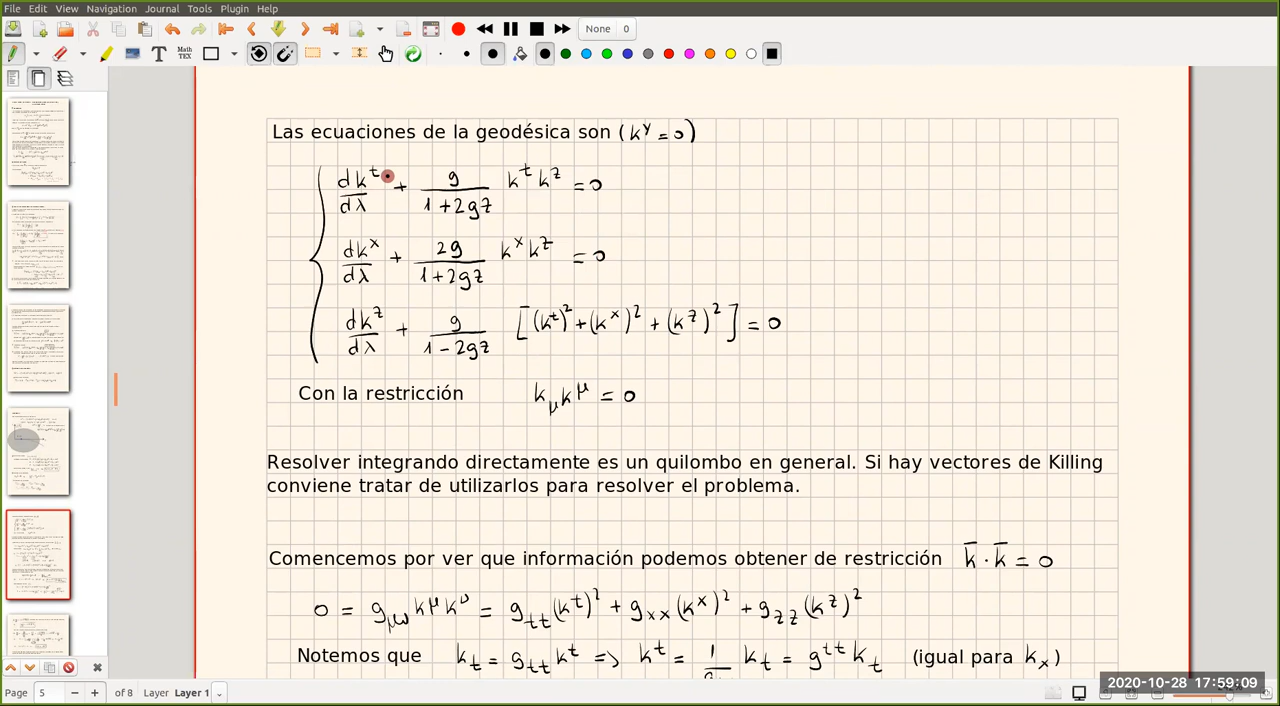 File Edit View Navigation Journal Tools Plugin Help
None 0
T Math TEX
Las ecuaciones de la geodésica son (k^y = 0)
dk^t/dλ + g/(1-2gz) k^t k^z = 0
dk^x/dλ + 2g/(1+2gz) k^x k^z = 0
dk^z/dλ + g/(1-2gz) [(k^t)^2 + (k^x)^2 + (k^z)^2] = 0
Con la restricción k_μ k^μ = 0
Resolver integrando directamente es un quilombo en general. Si hay vectores de Killing
conviene tratar de utilizarlos para resolver el problema.
Comencemos por ver que información podemos obtener de restricción k̄ · k̄ = 0
0 = g_μν k^μ k^ν = g_tt (k^t)^2 + g_xx (k^x)^2 + g_zz (k^z)^2
Notemos que k_t = g_tt k^t => k^t = 1/g_tt k_t = g^tt k_t (igual para k_x)
Page 5 of 8 Layer Layer 1
2020-10-28 17:59:09